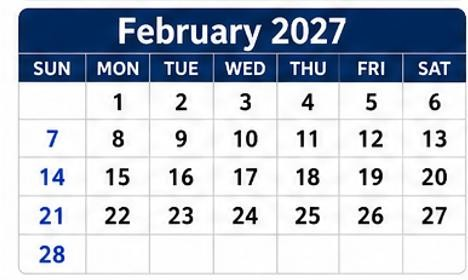 February 2027
SUN MON TUE WED THU FRI SAT
1 2 3 4 5 6
7 8 9 10 11 12 13
14 15 16 17 18 19 20
21 22 23 24 25 26 27
28